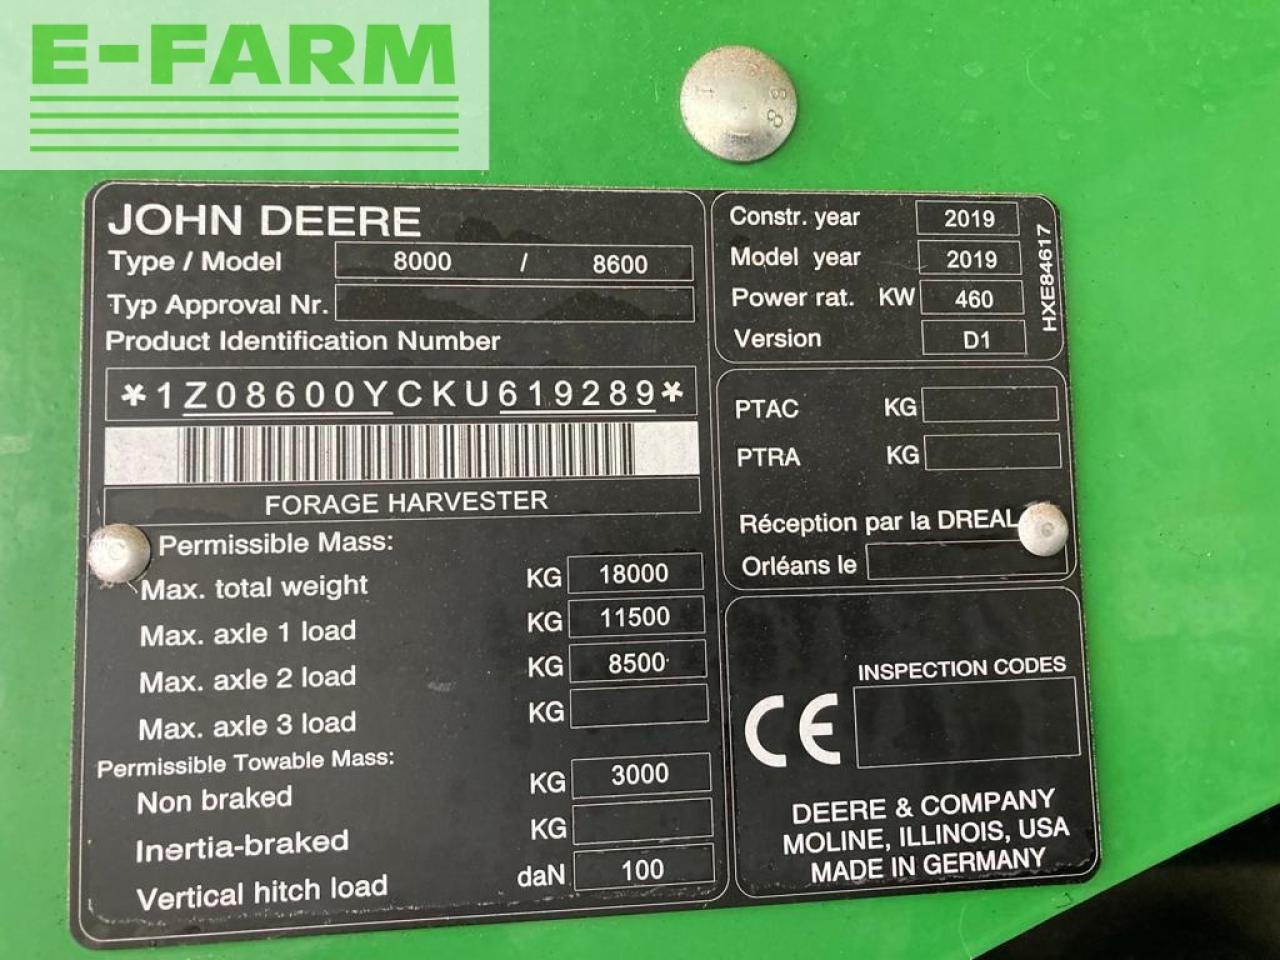 E-FARM
JOHN DEERE
Type / Model 8000 / 8600
Typ Approval Nr.
Product Identification Number
*1Z08600YCKU619289*
FORAGE HARVESTER
Permissible Mass:
Max. total weight KG 18000
Max. axle 1 load KG 11500
Max. axle 2 load KG 8500
Max. axle 3 load KG
Permissible Towable Mass:
Non braked KG 3000
Inertia-braked KG
Vertical hitch load daN 100
Constr. year 2019
Model year 2019
Power rat. KW 460
Version D1
HXE84617
PTAC KG
PTRA KG
Réception par la DREAL
Orléans le
INSPECTION CODES
CE
DEERE & COMPANY
MOLINE, ILLINOIS, USA
MADE IN GERMANY